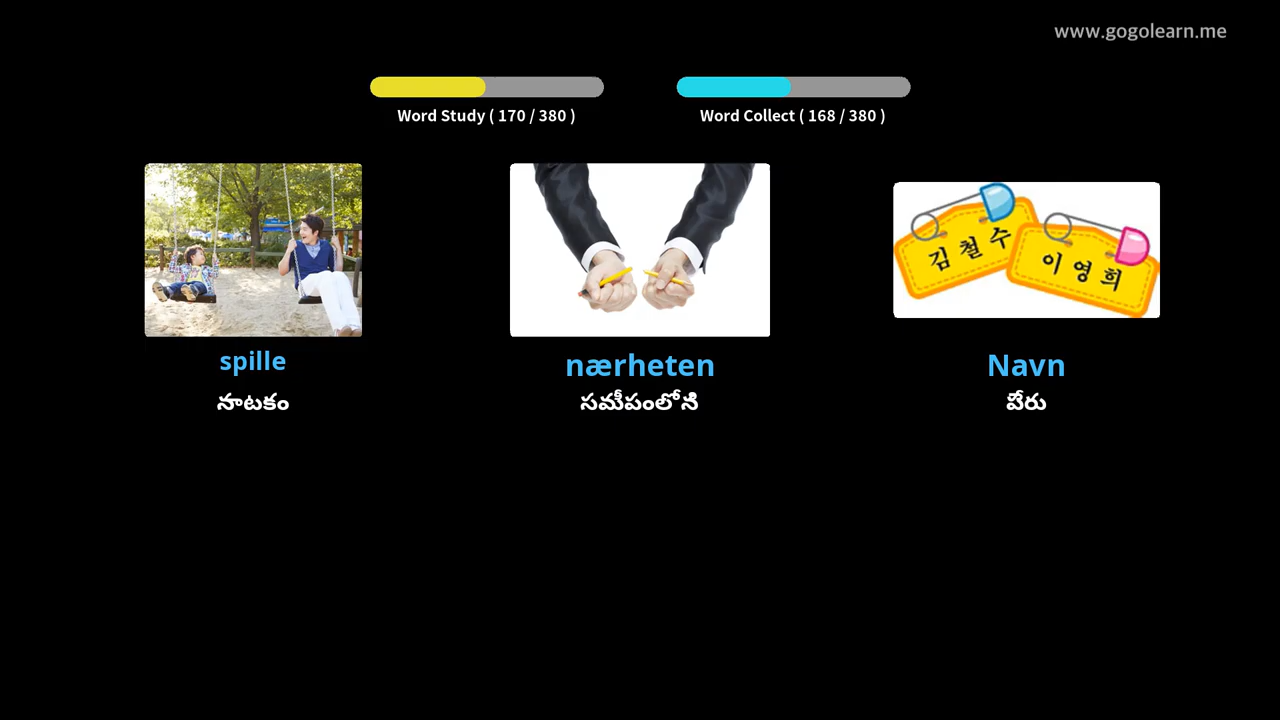 www.gogolearn.me
Word Study ( 170 / 380 )
Word Collect ( 168 / 380 )
김철수
이영희
spille
nærheten
Navn
నాటకం
సమీపంలోని
పేరు